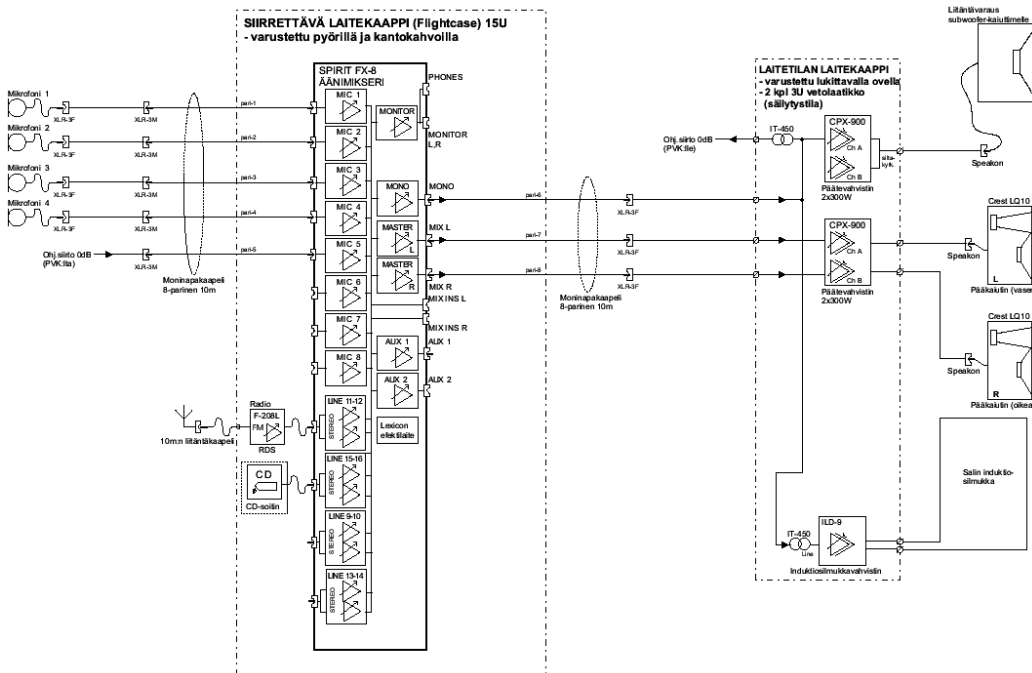 SIIRRETTÄVÄ LAITEKAAPPI (Flightcase) 15U
- varustettu pyörillä ja kantokahvoilla
SPIRIT FX-8
ÄÄNIMIKSERI
Mikrofoni 1
XLR-3F
XLR-3M
pari-1
Mikrofoni 2
XLR-3F
XLR-3M
pari-2
Mikrofoni 3
XLR-3F
XLR-3M
pari-3
Mikrofoni 4
XLR-3F
XLR-3M
pari-4
Ohj.siirto 0dB
(PVK:lta)
XLR-3M
pari-5
Moninapakaapeli
8-parinen 10m
MIC 1
MIC 2
MIC 3
MIC 4
MIC 5
MIC 6
MIC 7
MIC 8
LINE 11-12
STEREO
LINE 15-16
STEREO
LINE 9-10
STEREO
LINE 13-14
STEREO
MONITOR
MONO
MASTER
L
MASTER
R
AUX 1
AUX 2
Lexicon
efektilaite
PHONES
MONITOR
L,R
MONO
MIX L
MIX R
MIX INS L
MIX INS R
AUX 1
AUX 2
Radio
F-208L
FM
RDS
10m:n liitäntäkaapeli
CD
CD-soitin
pari-6
pari-7
pari-8
XLR-3F
XLR-3F
XLR-3F
Moninapakaapeli
8-parinen 10m
LAITETILAN LAITEKAAPPI
- varustettu lukittavalla ovella
- 2 kpl 3U vetolaatikko
(säilytystila)
Ohj.siirto 0dB
(PVK:lle)
IT-450
CPX-900
Ch A
Ch B
silta-
kytk.
Päätevahvistin
2x300W
CPX-900
Ch A
Ch B
Päätevahvistin
2x300W
IT-450
Line
ILD-9
Induktiosilmukkavahvistin
Liitäntävaraus
subwoofer-kaiuttimelle
Speakon
Crest LQ10
Speakon
L
Pääkaiutin (vasen
Crest LQ10
Speakon
R
Pääkaiutin (oikea
Salin induktio-
silmukka